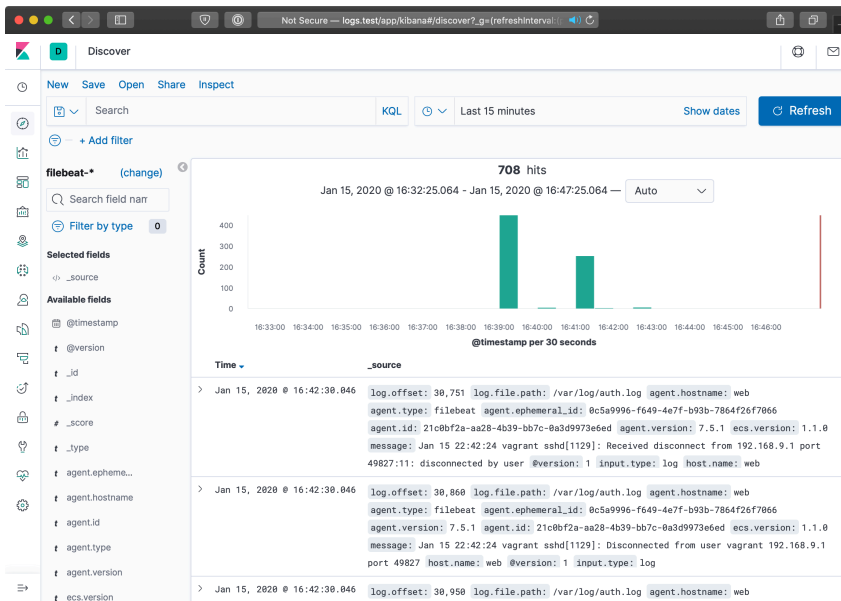 Not Secure — logs.test/app/kibana#/discover?_g=(refreshInterval:(
D Discover
New Save Open Share Inspect
Search KQL Last 15 minutes Show dates Refresh
+ Add filter
filebeat-* (change)
Search field nam
Filter by type 0
Selected fields
</> _source
Available fields
@timestamp
t @version
t _id
t _index
# _score
t _type
t agent.epheme...
t agent.hostname
t agent.id
t agent.type
t agent.version
t ecs.version
708 hits
Jan 15, 2020 @ 16:32:25.064 - Jan 15, 2020 @ 16:47:25.064 — Auto
Count
400
300
200
100
0
16:33:00 16:34:00 16:35:00 16:36:00 16:37:00 16:38:00 16:39:00 16:40:00 16:41:00 16:42:00 16:43:00 16:44:00 16:45:00 16:46:00
@timestamp per 30 seconds
Time _source
Jan 15, 2020 @ 16:42:30.046 log.offset: 30,751 log.file.path: /var/log/auth.log agent.hostname: web
agent.type: filebeat agent.ephemeral_id: 0c5a9996-f649-4e7f-b93b-7864f26f7066
agent.id: 21c0bf2a-aa28-4b39-bb7c-0a3d9973e6ed agent.version: 7.5.1 ecs.version: 1.1.0
message: Jan 15 22:42:24 vagrant sshd[1129]: Received disconnect from 192.168.9.1 port
49827:11: disconnected by user @version: 1 input.type: log host.name: web
Jan 15, 2020 @ 16:42:30.046 log.offset: 30,860 log.file.path: /var/log/auth.log agent.hostname: web
agent.type: filebeat agent.ephemeral_id: 0c5a9996-f649-4e7f-b93b-7864f26f7066
agent.version: 7.5.1 agent.id: 21c0bf2a-aa28-4b39-bb7c-0a3d9973e6ed ecs.version: 1.1.0
message: Jan 15 22:42:24 vagrant sshd[1129]: Disconnected from user vagrant 192.168.9.1
port 49827 host.name: web @version: 1 input.type: log
Jan 15, 2020 @ 16:42:30.046 log.offset: 30,950 log.file.path: /var/log/auth.log agent.hostname: web